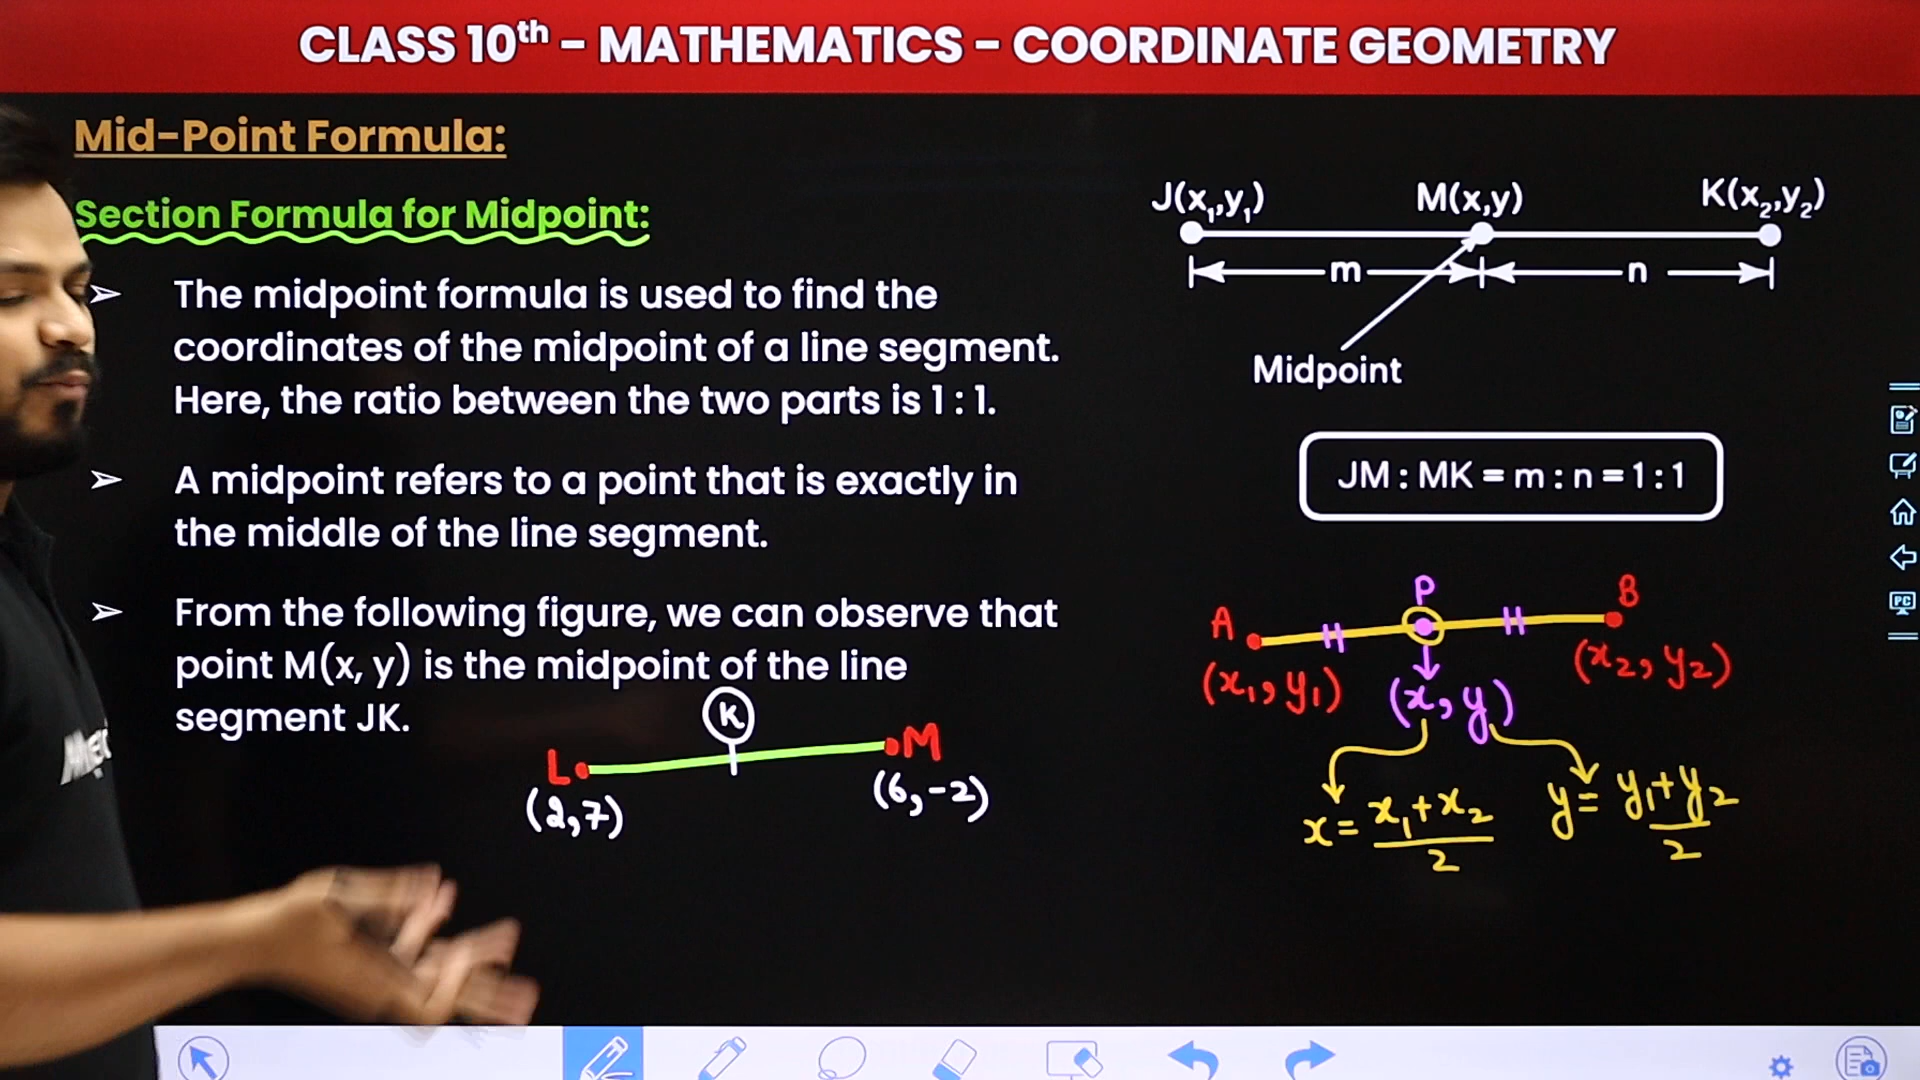 CLASS 10th - MATHEMATICS - COORDINATE GEOMETRY
Mid-Point Formula:
Section Formula for Midpoint:
➢ The midpoint formula is used to find the
coordinates of the midpoint of a line segment.
Here, the ratio between the two parts is 1 : 1.
➢ A midpoint refers to a point that is exactly in
the middle of the line segment.
➢ From the following figure, we can observe that
point M(x, y) is the midpoint of the line
segment JK.
K
L M
(2,7) (6,-2)
J(x₁,y₁) M(x,y) K(x₂,y₂)
m n
Midpoint
JM : MK = m : n = 1 : 1
A P B
(x₁, y₁) (x, y) (x₂, y₂)
x = (x₁+x₂)/2 y = (y₁+y₂)/2
PC